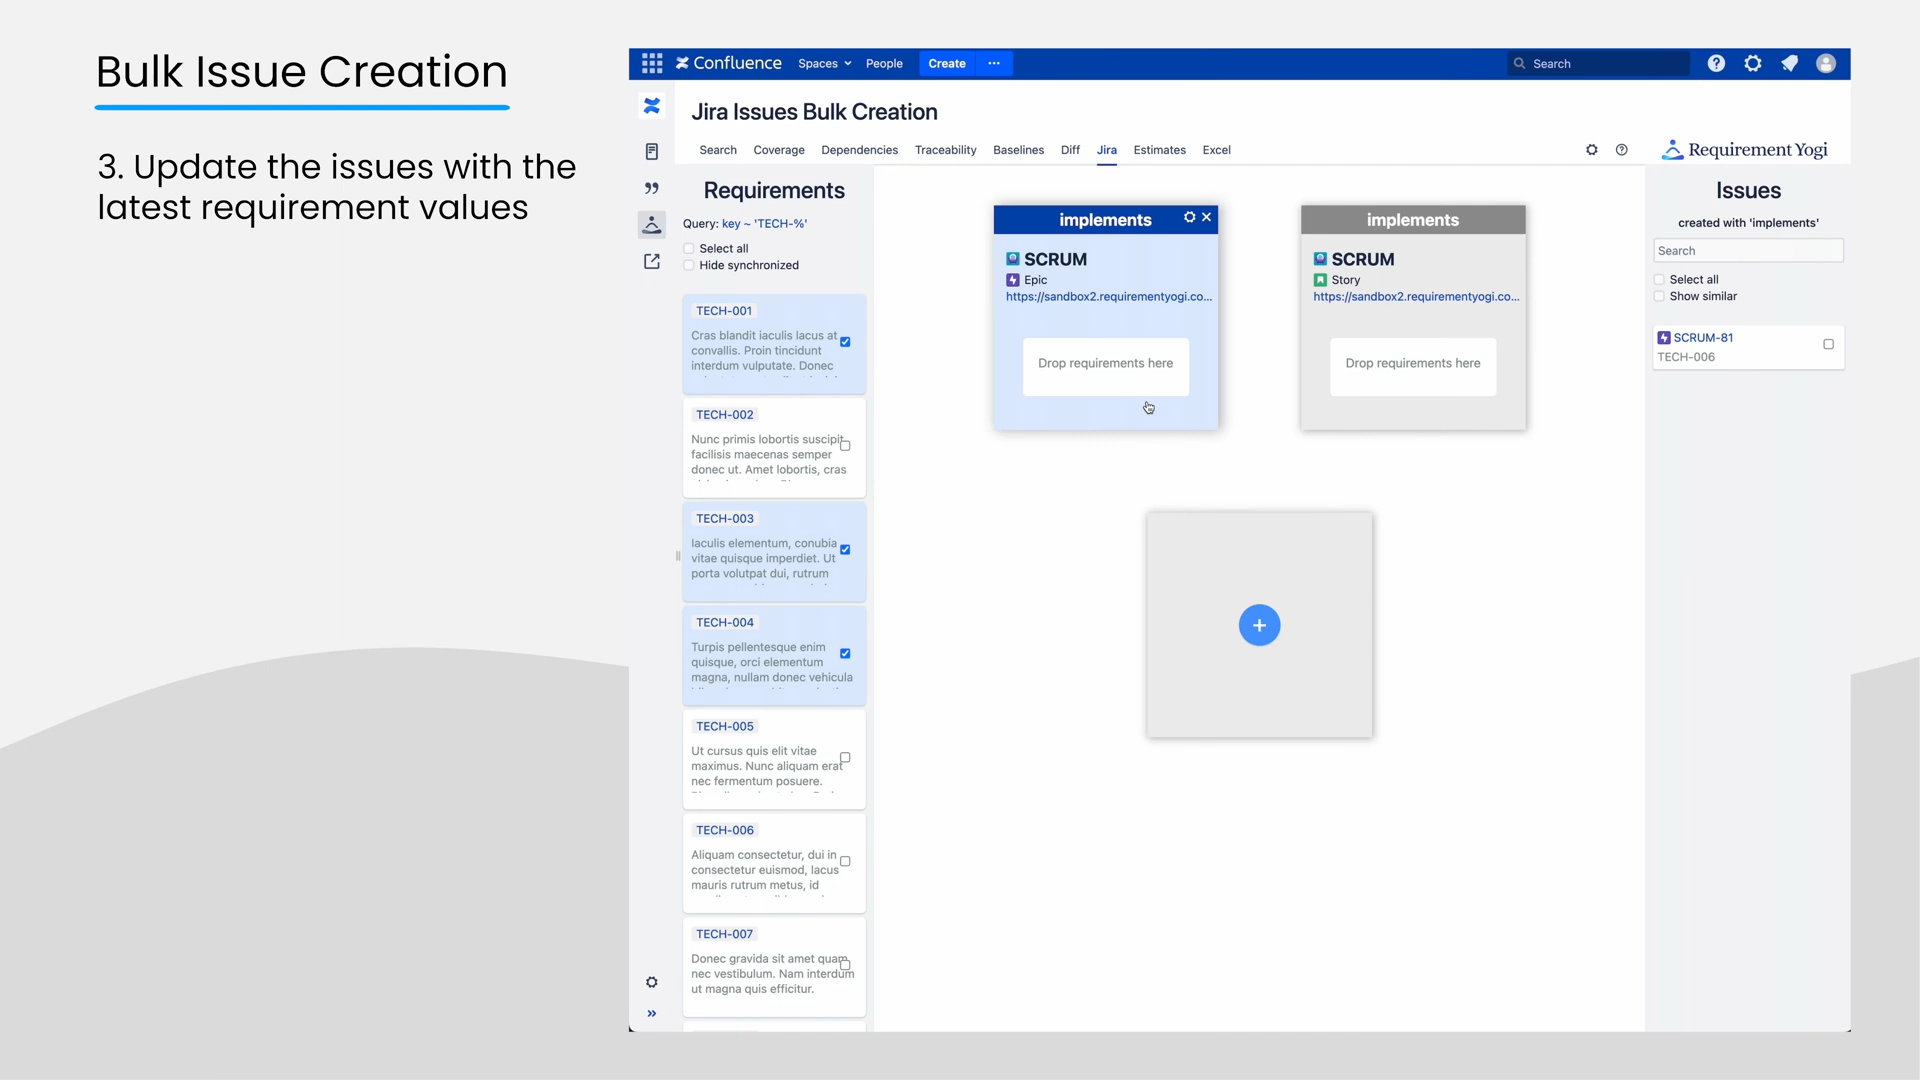 Bulk Issue Creation
3. Update the issues with the
latest requirement values
Confluence
Spaces
People
Create
Search
Jira Issues Bulk Creation
Search
Coverage
Dependencies
Traceability
Baselines
Diff
Jira
Estimates
Excel
Requirement Yogi
Requirements
Query: key ~ 'TECH-%'
Select all
Hide synchronized
TECH-001
Cras blandit iaculis lacus at
convallis. Proin tincidunt
interdum vulputate. Donec
TECH-002
Nunc primis lobortis suscipit
facilisis maecenas semper
donec ut. Amet lobortis, cras
TECH-003
Iaculis elementum, conubia
vitae quisque imperdiet. Ut
porta volutpat dui, rutrum
TECH-004
Turpis pellentesque enim
quisque, orci elementum
magna, nullam donec vehicula
TECH-005
Ut cursus quis elit vitae
maximus. Nunc aliquam erat
nec fermentum posuere.
TECH-006
Aliquam consectetur, dui in
consectetur euismod, lacus
mauris rutrum metus, id
TECH-007
Donec gravida sit amet quam
nec vestibulum. Nam interdum
ut magna quis efficitur.
implements
SCRUM
Epic
https://sandbox2.requirementyogi.co...
Drop requirements here
implements
SCRUM
Story
https://sandbox2.requirementyogi.co...
Drop requirements here
Issues
created with 'implements'
Search
Select all
Show similar
SCRUM-81
TECH-006